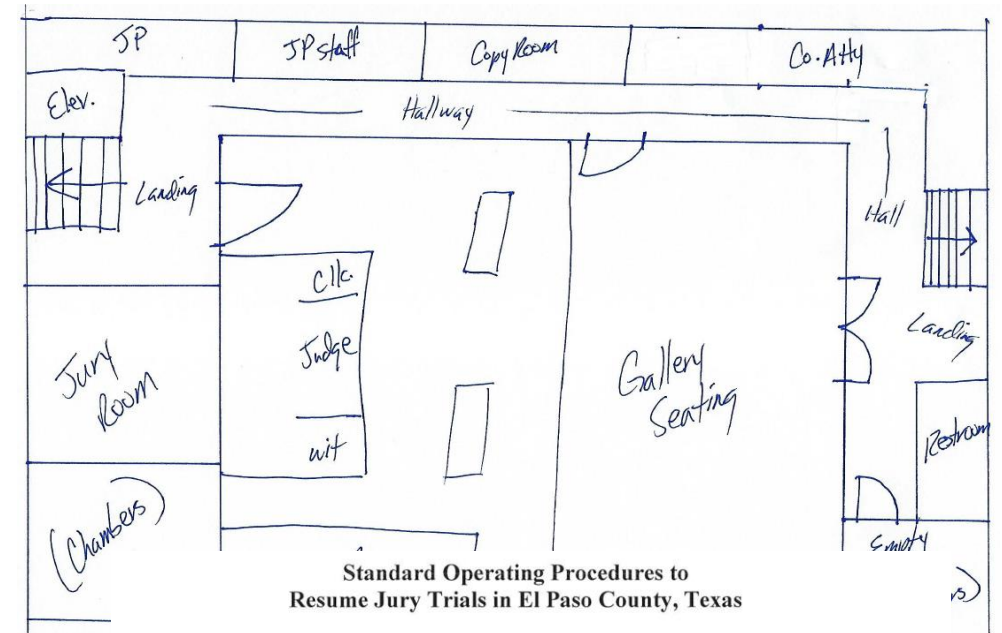 JP
JP staff
Copy Room
Co. Atty
Elev.
Hallway
Landing
Hall
Clk.
Judge
wit
Jury
Room
Gallery
Seating
Landing
Restroom
(Chambers)
Empty
Standard Operating Procedures to
Resume Jury Trials in El Paso County, Texas